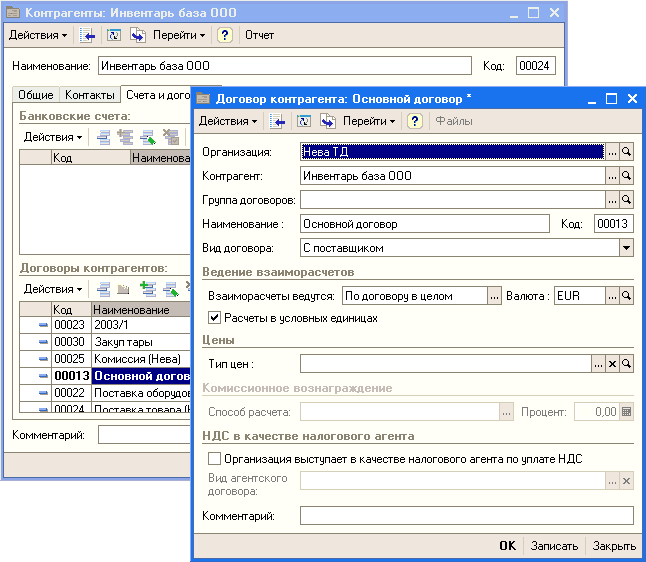 Контрагенты: Инвентарь база ООО
Действия Перейти ? Отчет
Наименование: Инвентарь база ООО Код: 00024
Общие Контакты Счета и дого
Банковские счета:
Действия
Код Наименова
Договоры контрагентов:
Действия
Код Наименование
00023 2003/1
00030 Закуп тары
00025 Комиссия (Нева)
00013 Основной догов
00022 Поставка оборудов
00024 Поставка товара (
Комментарий:
Договор контрагента: Основной договор *
Действия Перейти ? Файлы
Организация: Нева ТД ...
Контрагент: Инвентарь база ООО ...
Группа договоров: ...
Наименование : Основной договор Код: 00013
Вид договора: С поставщиком
Ведение взаиморасчетов
Взаиморасчеты ведутся: По договору в целом ... Валюта : EUR ...
Расчеты в условных единицах
Цены
Тип цен : ... x
Комиссионное вознаграждение
Способ расчета: ... Процент: 0,00
НДС в качестве налогового агента
Организация выступает в качестве налогового агента по уплате НДС
Вид агентского
договора: ... x
Комментарий:
OK Записать Закрыть